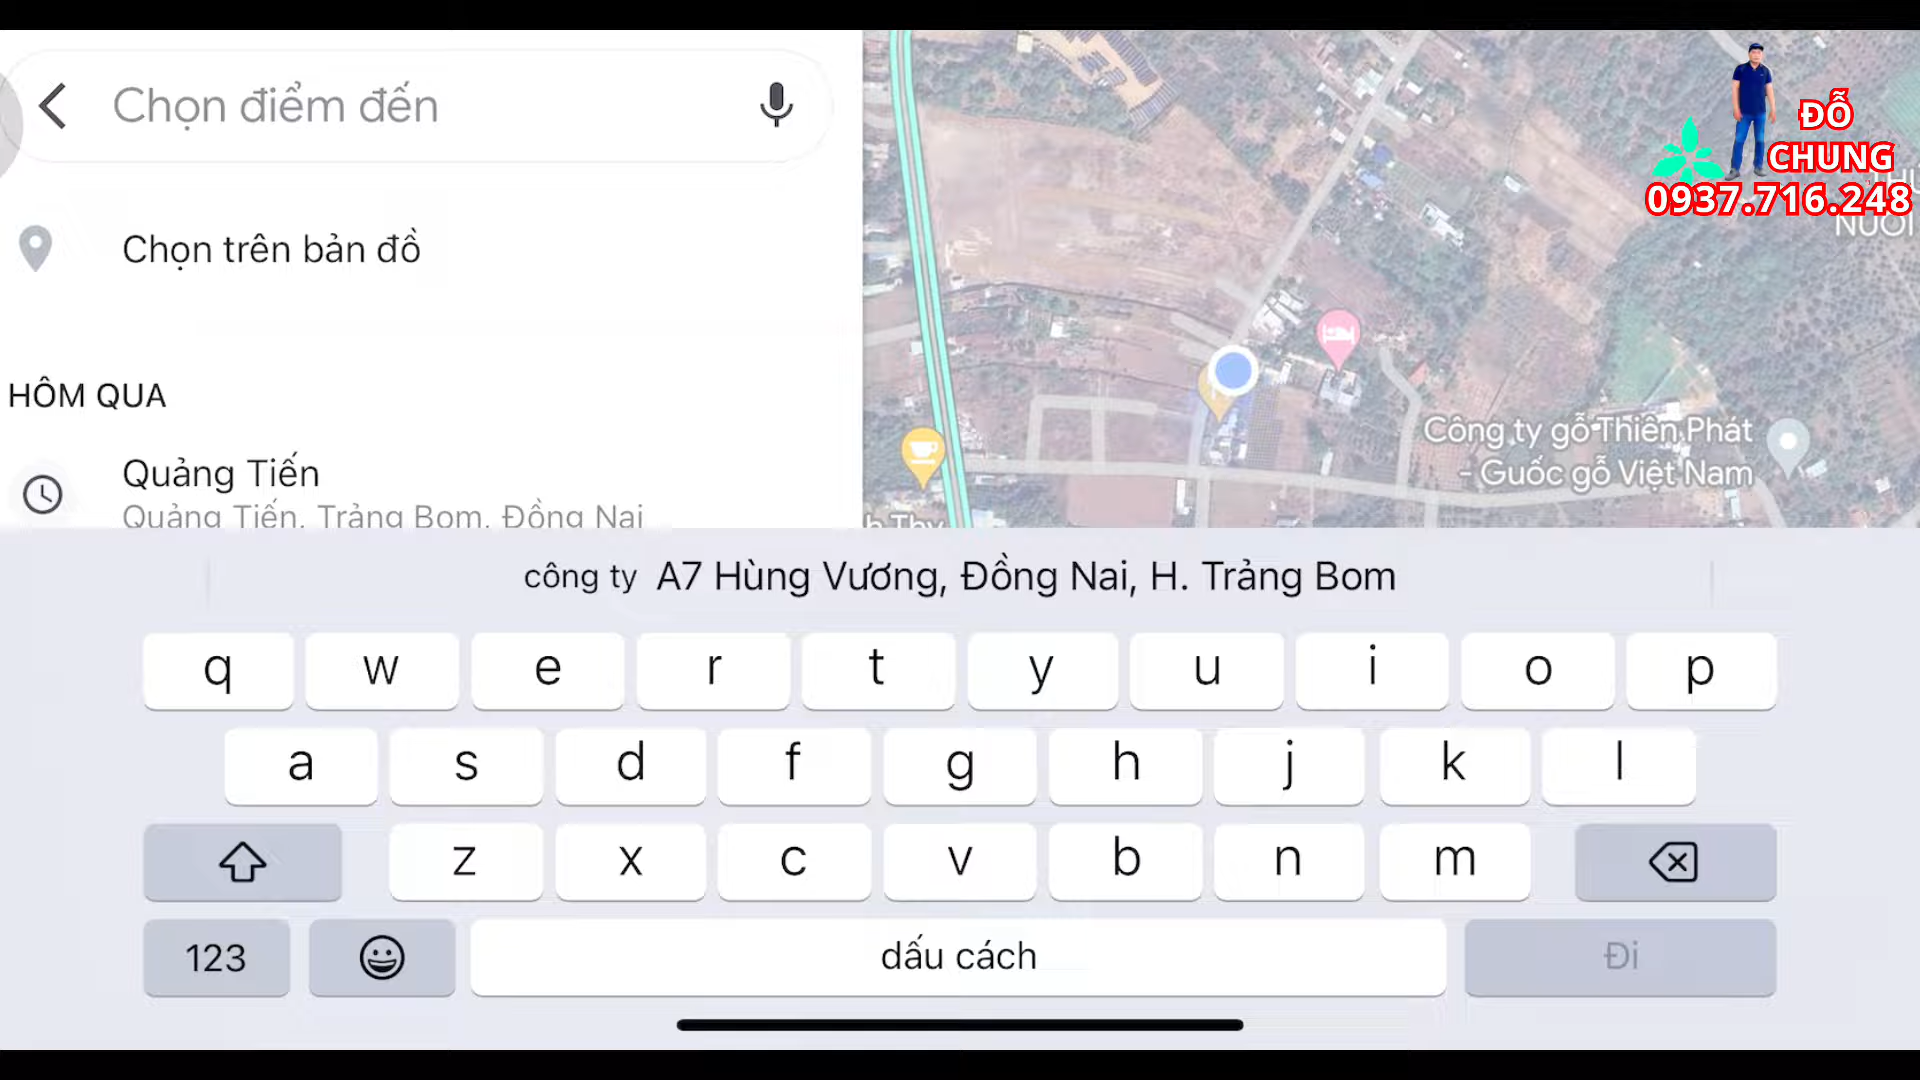 Chọn điểm đến
Chọn trên bản đồ
HÔM QUA
Quảng Tiến
Quảng Tiến, Trảng Bom, Đồng Nai
ĐỖ
CHUNG
0937.716.248
NUÔI
Công ty gỗ Thiên Phát
- Guốc gỗ Việt Nam
công ty A7 Hùng Vương, Đồng Nai, H. Trảng Bom
q w e r t y u i o p
a s d f g h j k l
z x c v b n m
123 dấu cách Đi